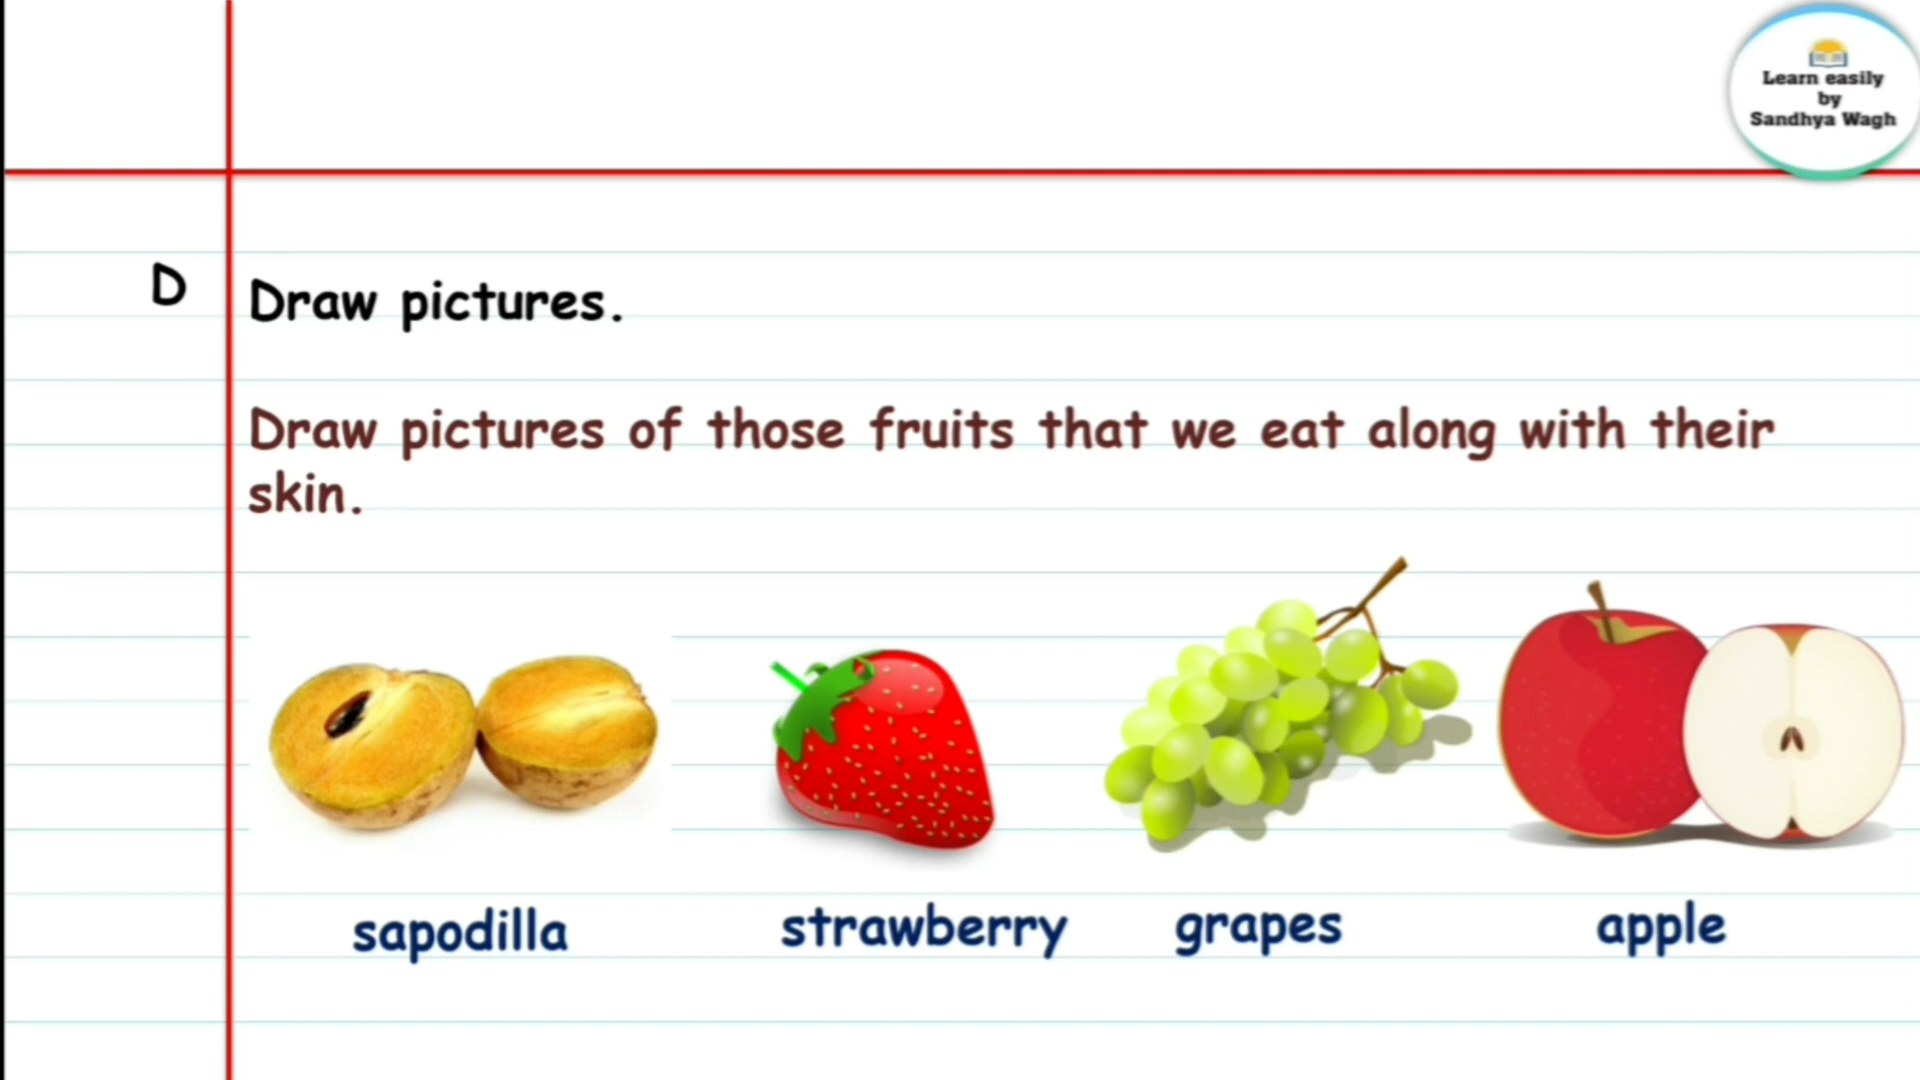 Learn easily
by
Sandhya Wagh
D
Draw pictures.
Draw pictures of those fruits that we eat along with their
skin.
sapodilla
strawberry
grapes
apple